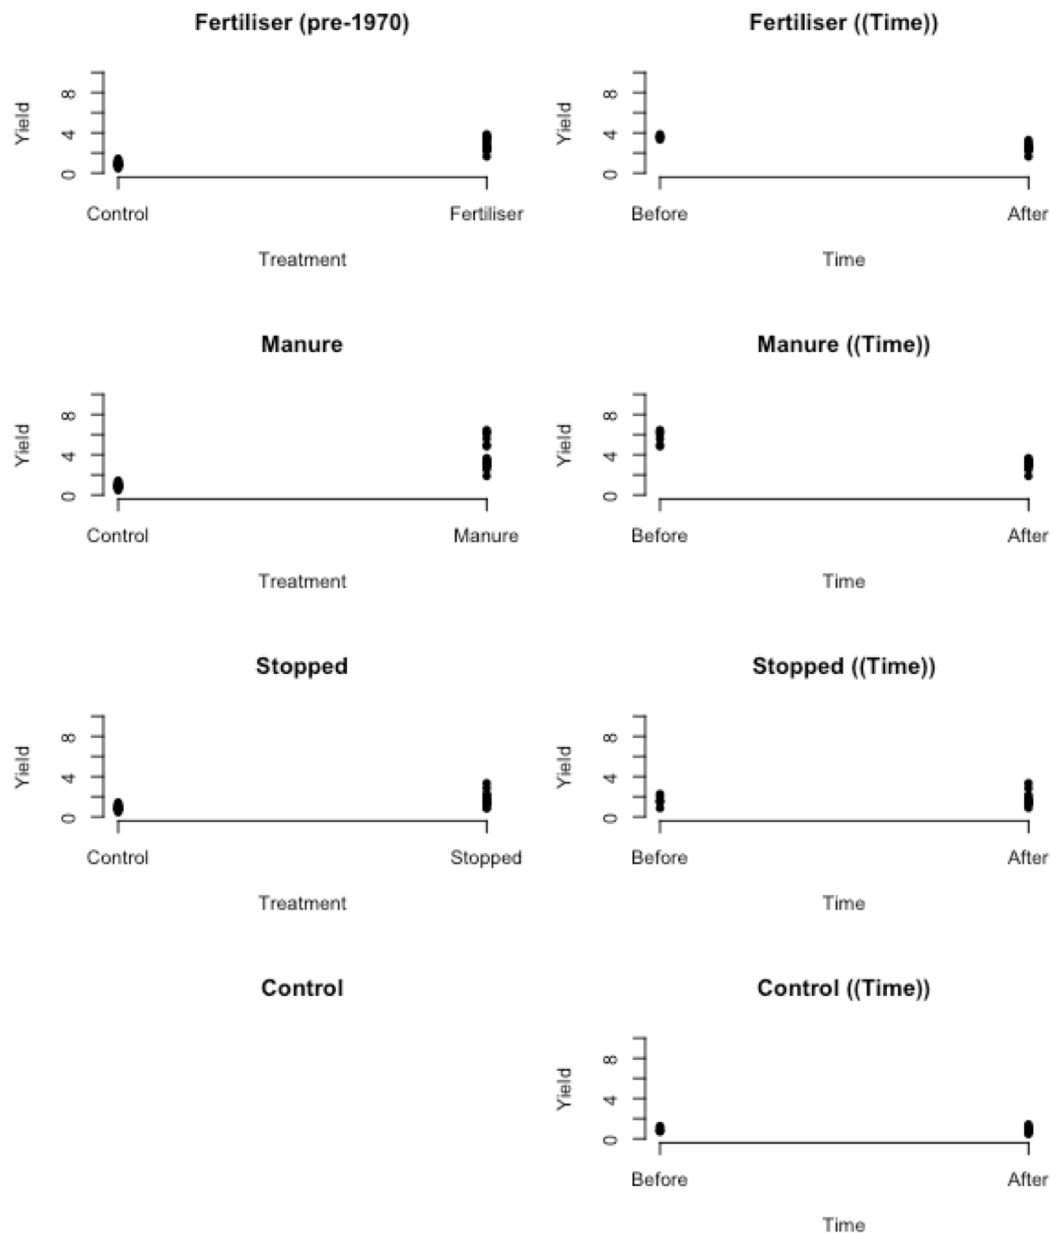 Fertiliser (pre-1970)
Yield
8
4
0
Control Fertiliser
Treatment
Fertiliser ((Time))
Yield
8
4
0
Before After
Time
Manure
Yield
8
4
0
Control Manure
Treatment
Manure ((Time))
Yield
8
4
0
Before After
Time
Stopped
Yield
8
4
0
Control Stopped
Treatment
Stopped ((Time))
Yield
8
4
0
Before After
Time
Control
Control ((Time))
Yield
8
4
0
Before After
Time